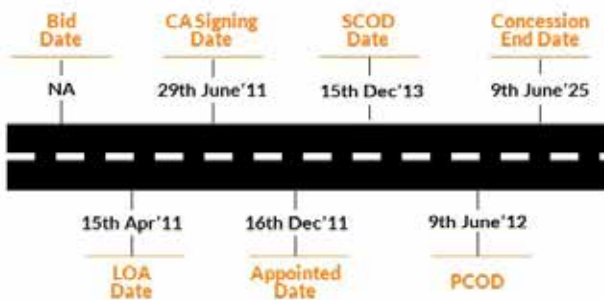 Bid
Date
CA Signing
Date
SCOD
Date
Concession
End Date
NA
29th June'11
15th Dec'13
9th June'25
15th Apr'11
16th Dec'11
9th June'12
LOA
Date
Appointed
Date
PCOD